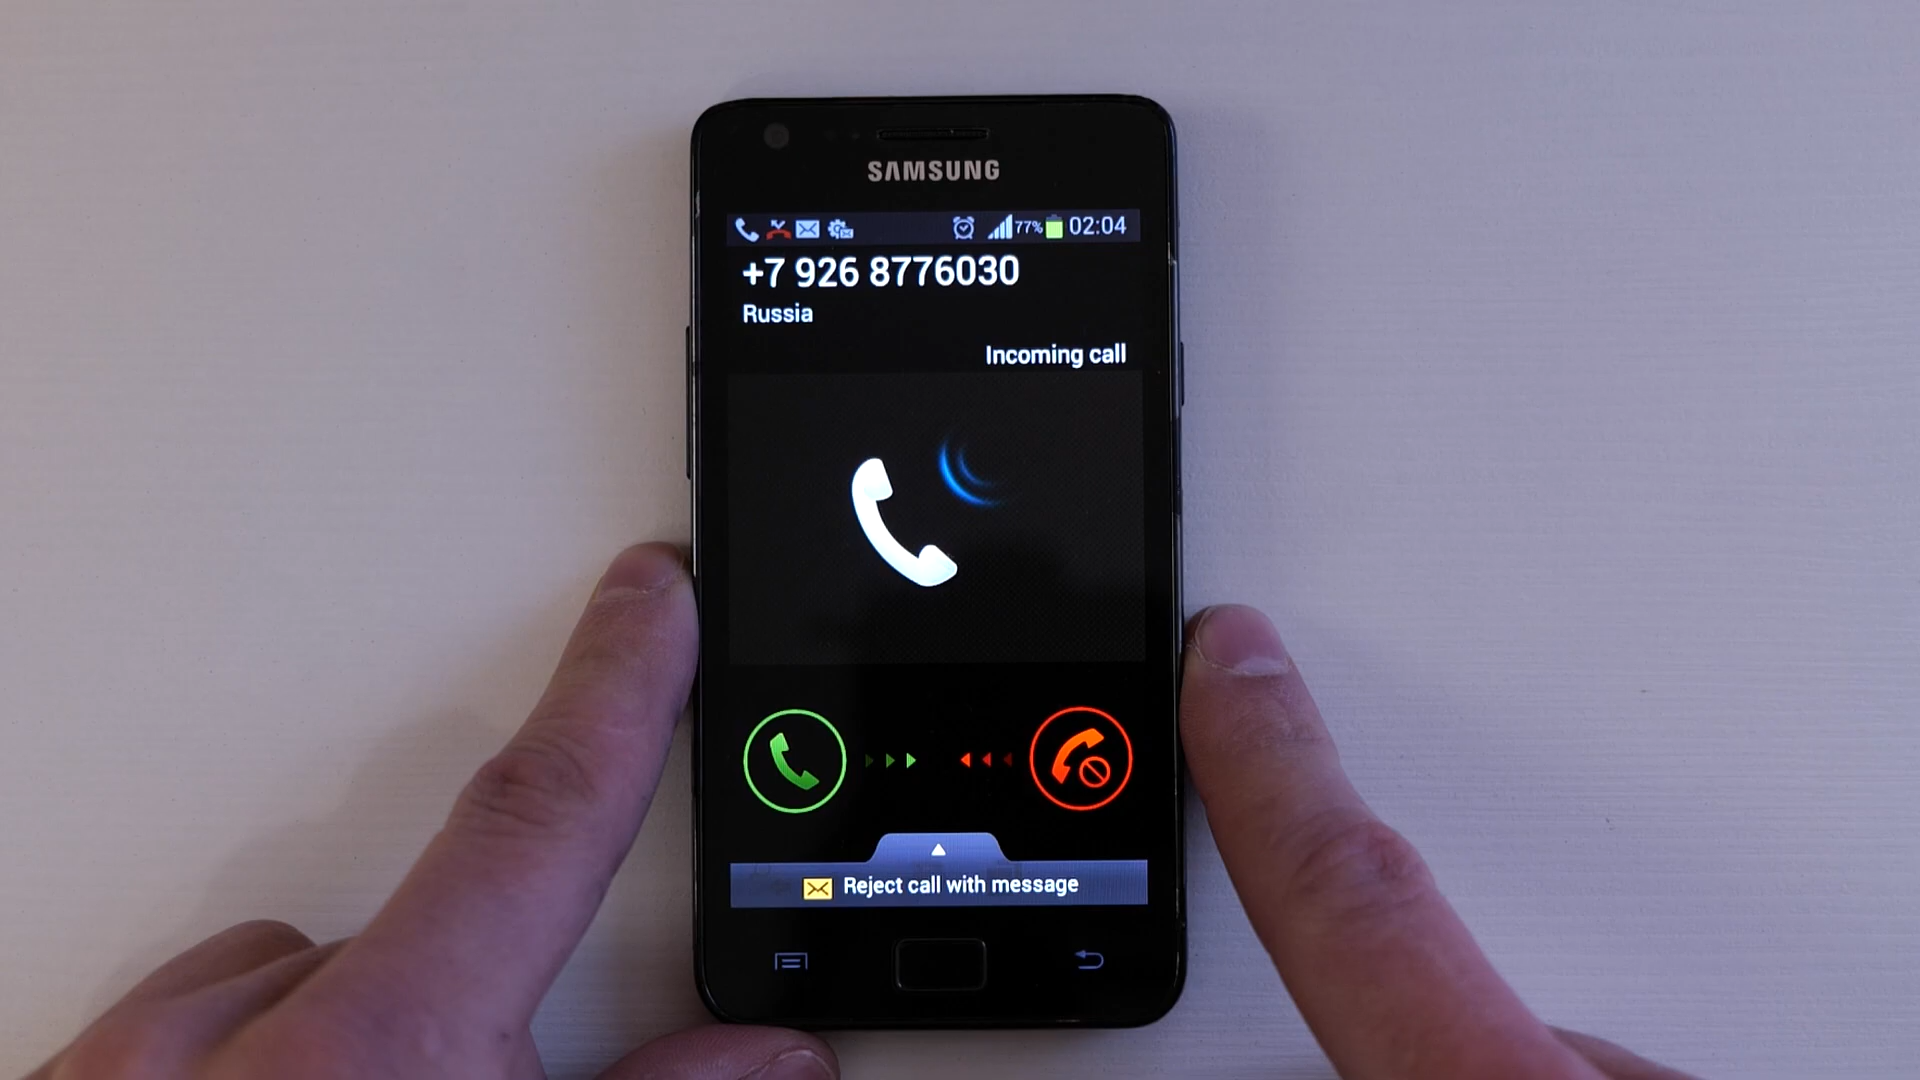 SAMSUNG
77% 02:04
+7 926 8776030
Russia
Incoming call
Reject call with message